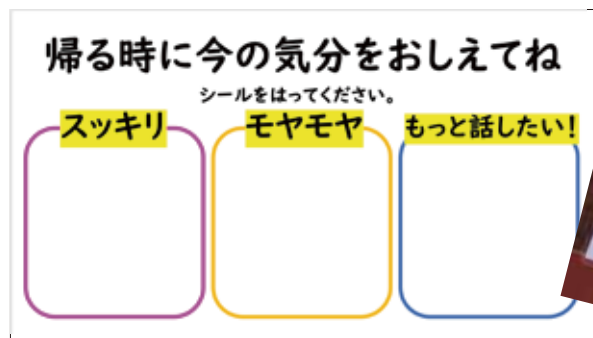 帰る時に今の気分をおしえてね
シールをはってください。
スッキリ
モヤモヤ
もっと話したい!